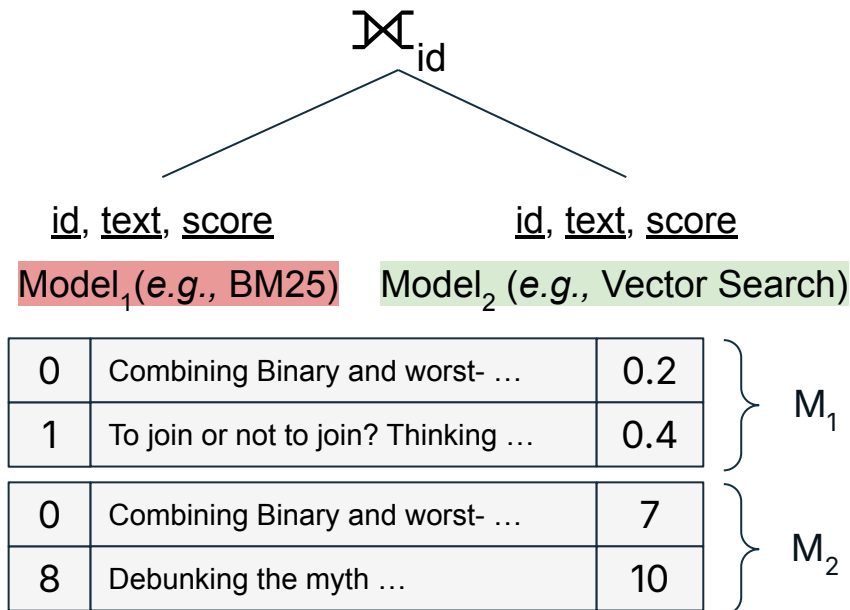 ⟗id
id, text, score
id, text, score
Model₁(e.g., BM25)
Model₂ (e.g., Vector Search)
0 Combining Binary and worst- … 0.2
1 To join or not to join? Thinking … 0.4
M₁
0 Combining Binary and worst- … 7
8 Debunking the myth … 10
M₂